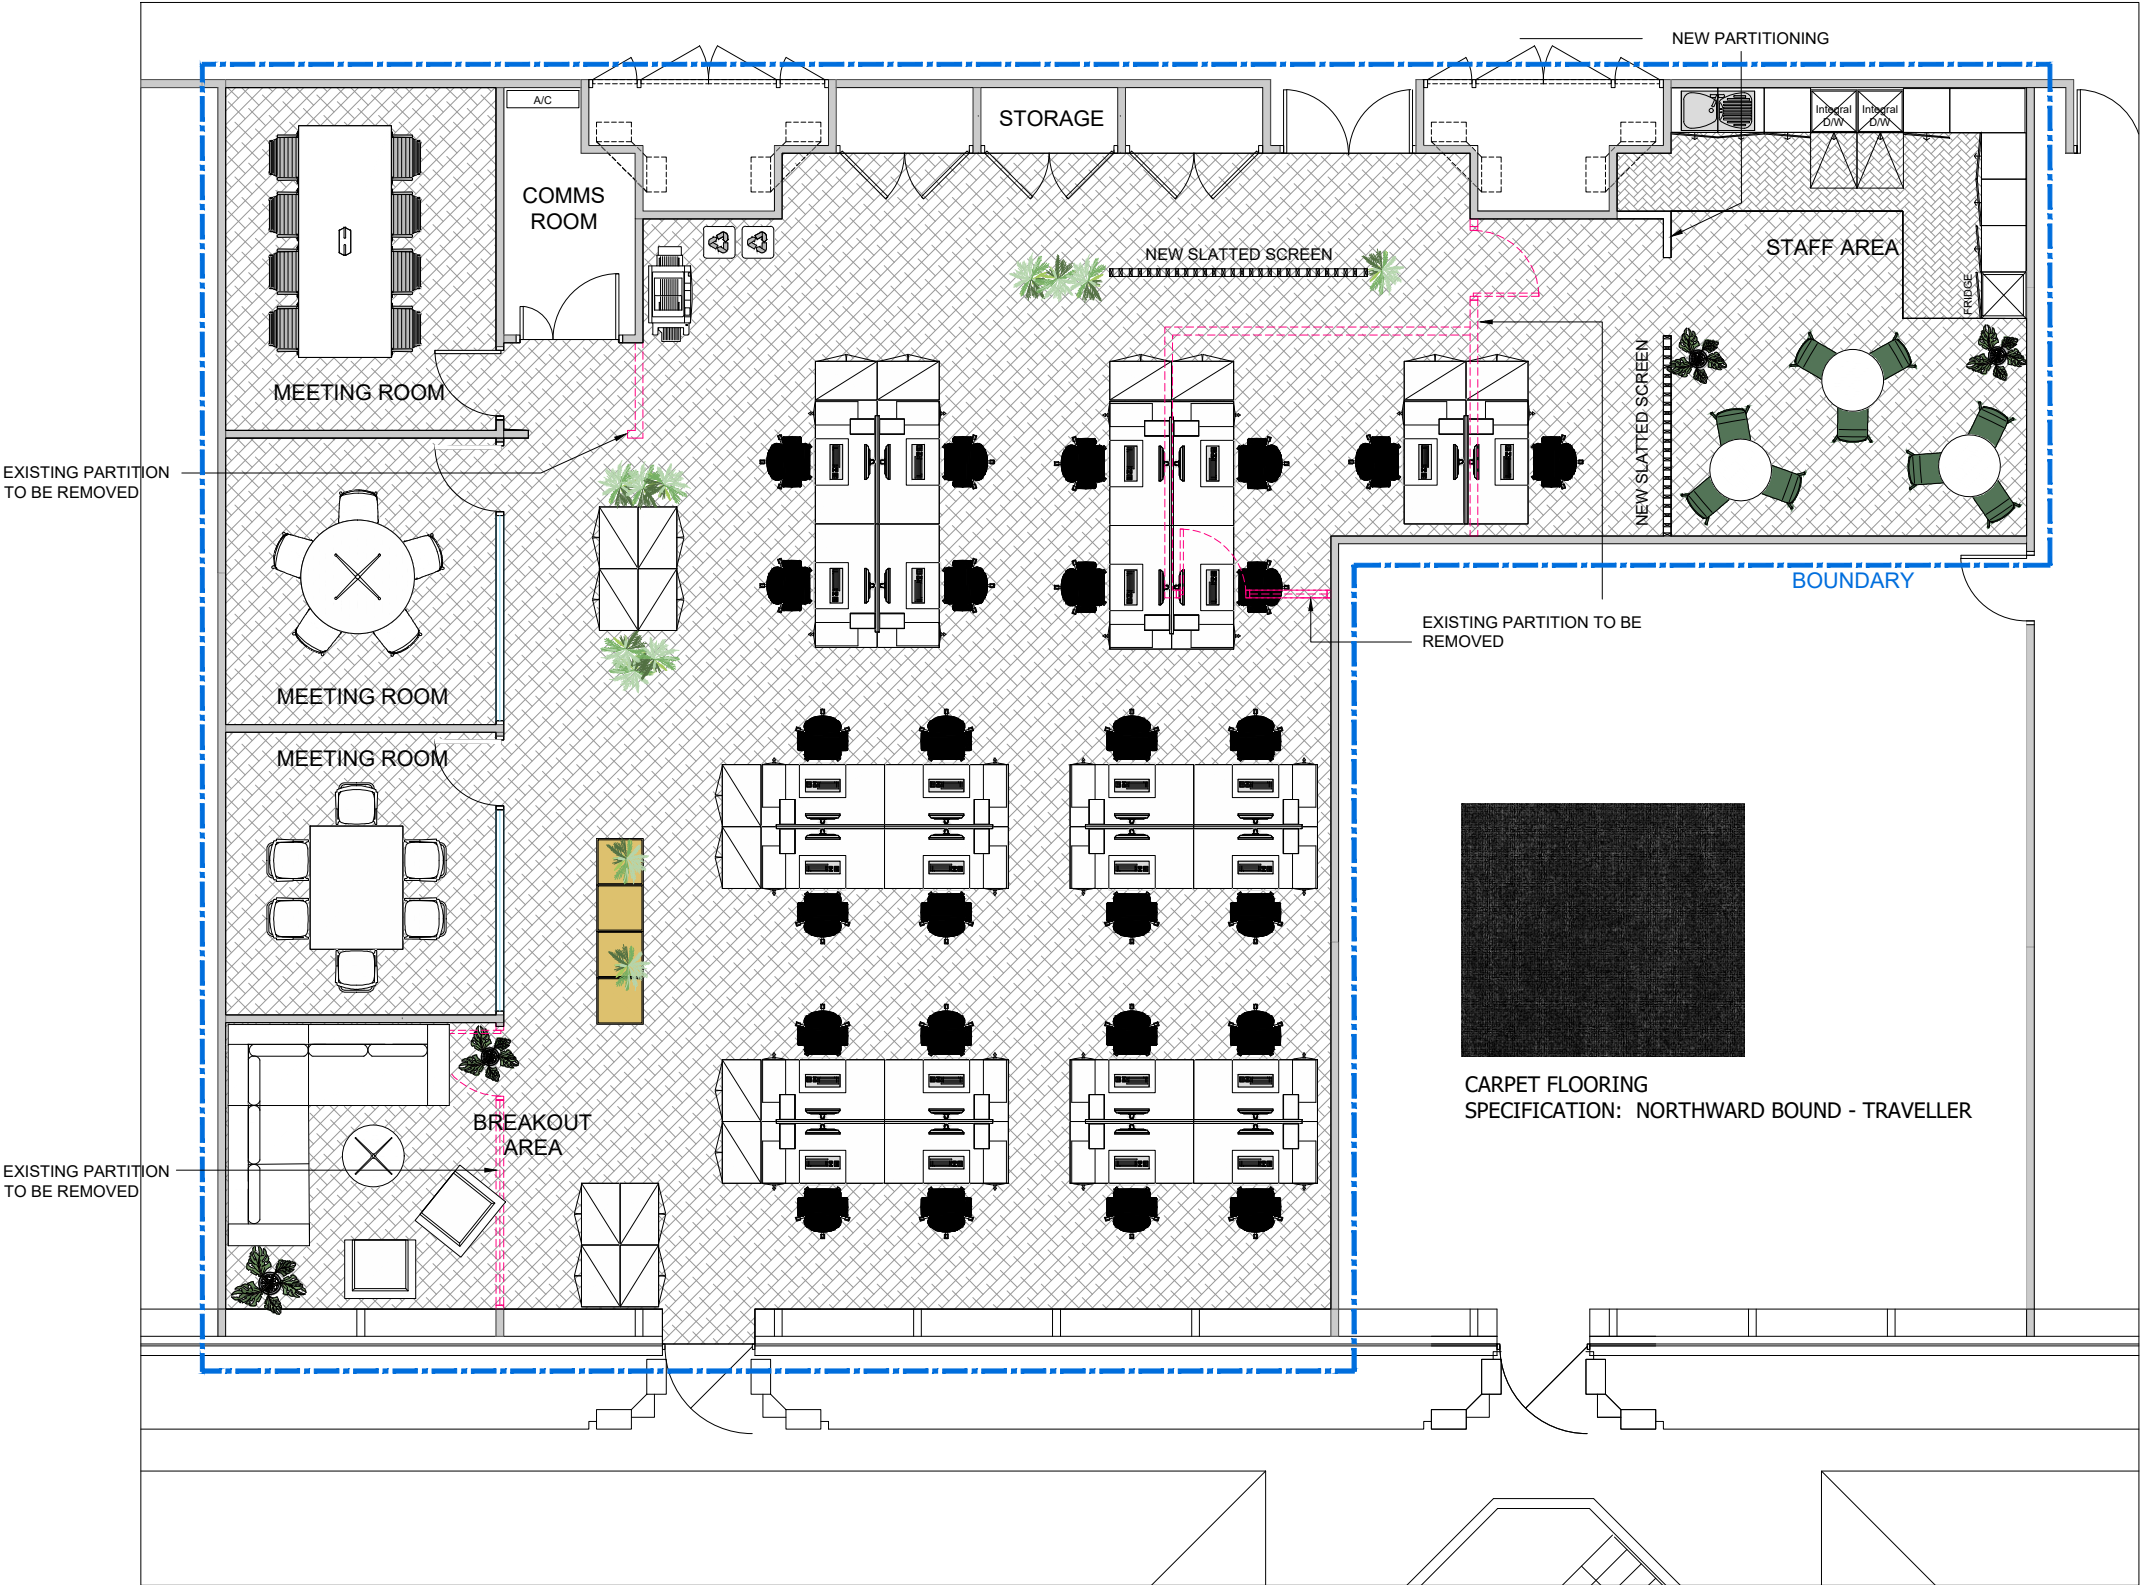 NEW PARTITIONING
A/C
STORAGE
Integral
D/W
Integral
D/W
COMMS
ROOM
NEW SLATTED SCREEN
STAFF AREA
FRIDGE
MEETING ROOM
NEW SLATTED SCREEN
EXISTING PARTITION
TO BE REMOVED
BOUNDARY
EXISTING PARTITION TO BE
REMOVED
MEETING ROOM
MEETING ROOM
CARPET FLOORING
SPECIFICATION: NORTHWARD BOUND - TRAVELLER
BREAKOUT
AREA
EXISTING PARTITION
TO BE REMOVED